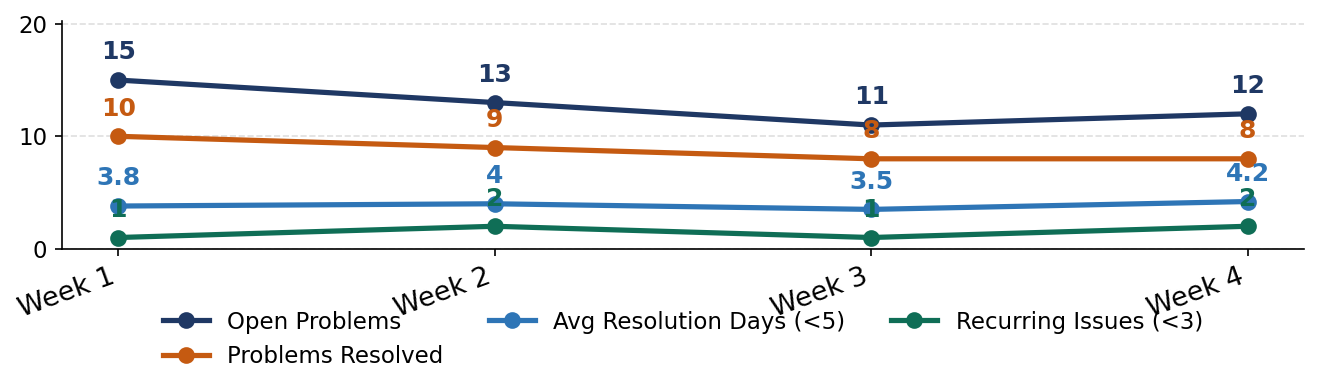 20
15
13
11
12
10
9
8
8
10
3.8
4
3.5
4.2
1
2
1
2
0
Week 1
Week 2
Week 3
Week 4
Open Problems
Avg Resolution Days (<5)
Recurring Issues (<3)
Problems Resolved